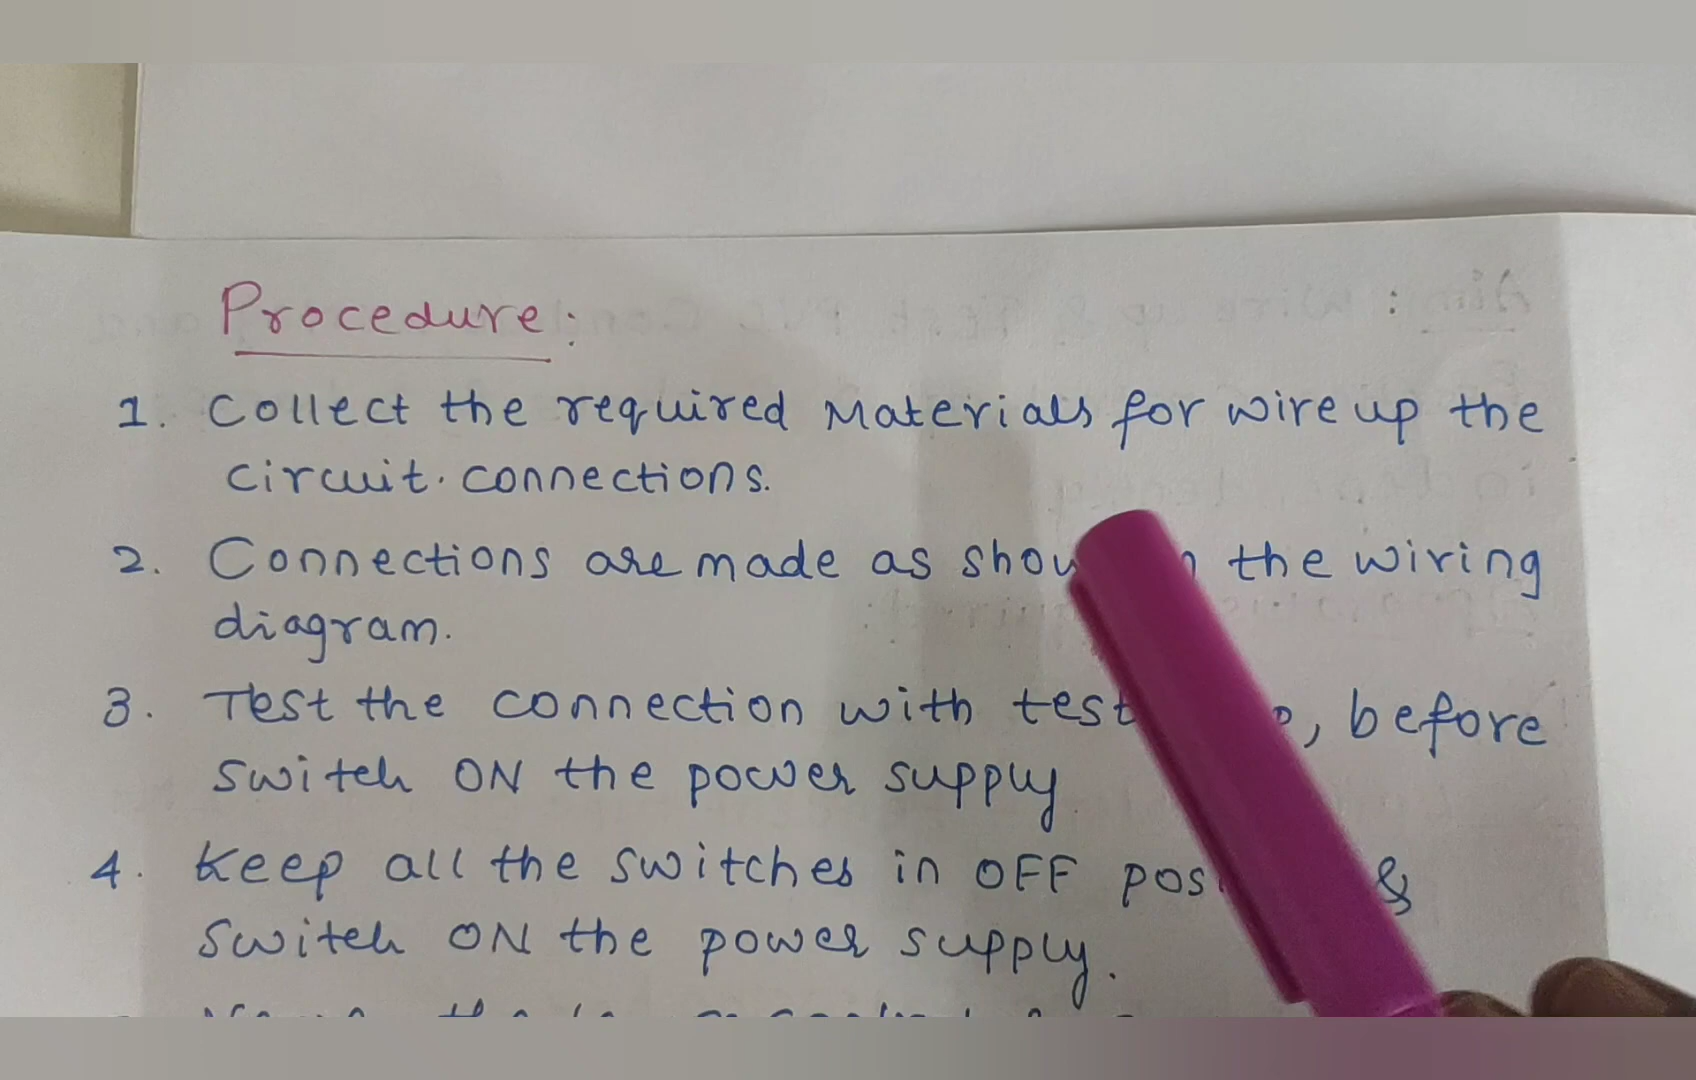 Procedure:
1. Collect the required Materials for wire up the
circuit. connections.
2. Connections are made as the wiring
diagram.
3. Test the connection with test , before
switch ON the power supply
4. Keep all the switches in OFF &
switch ON the power supply.